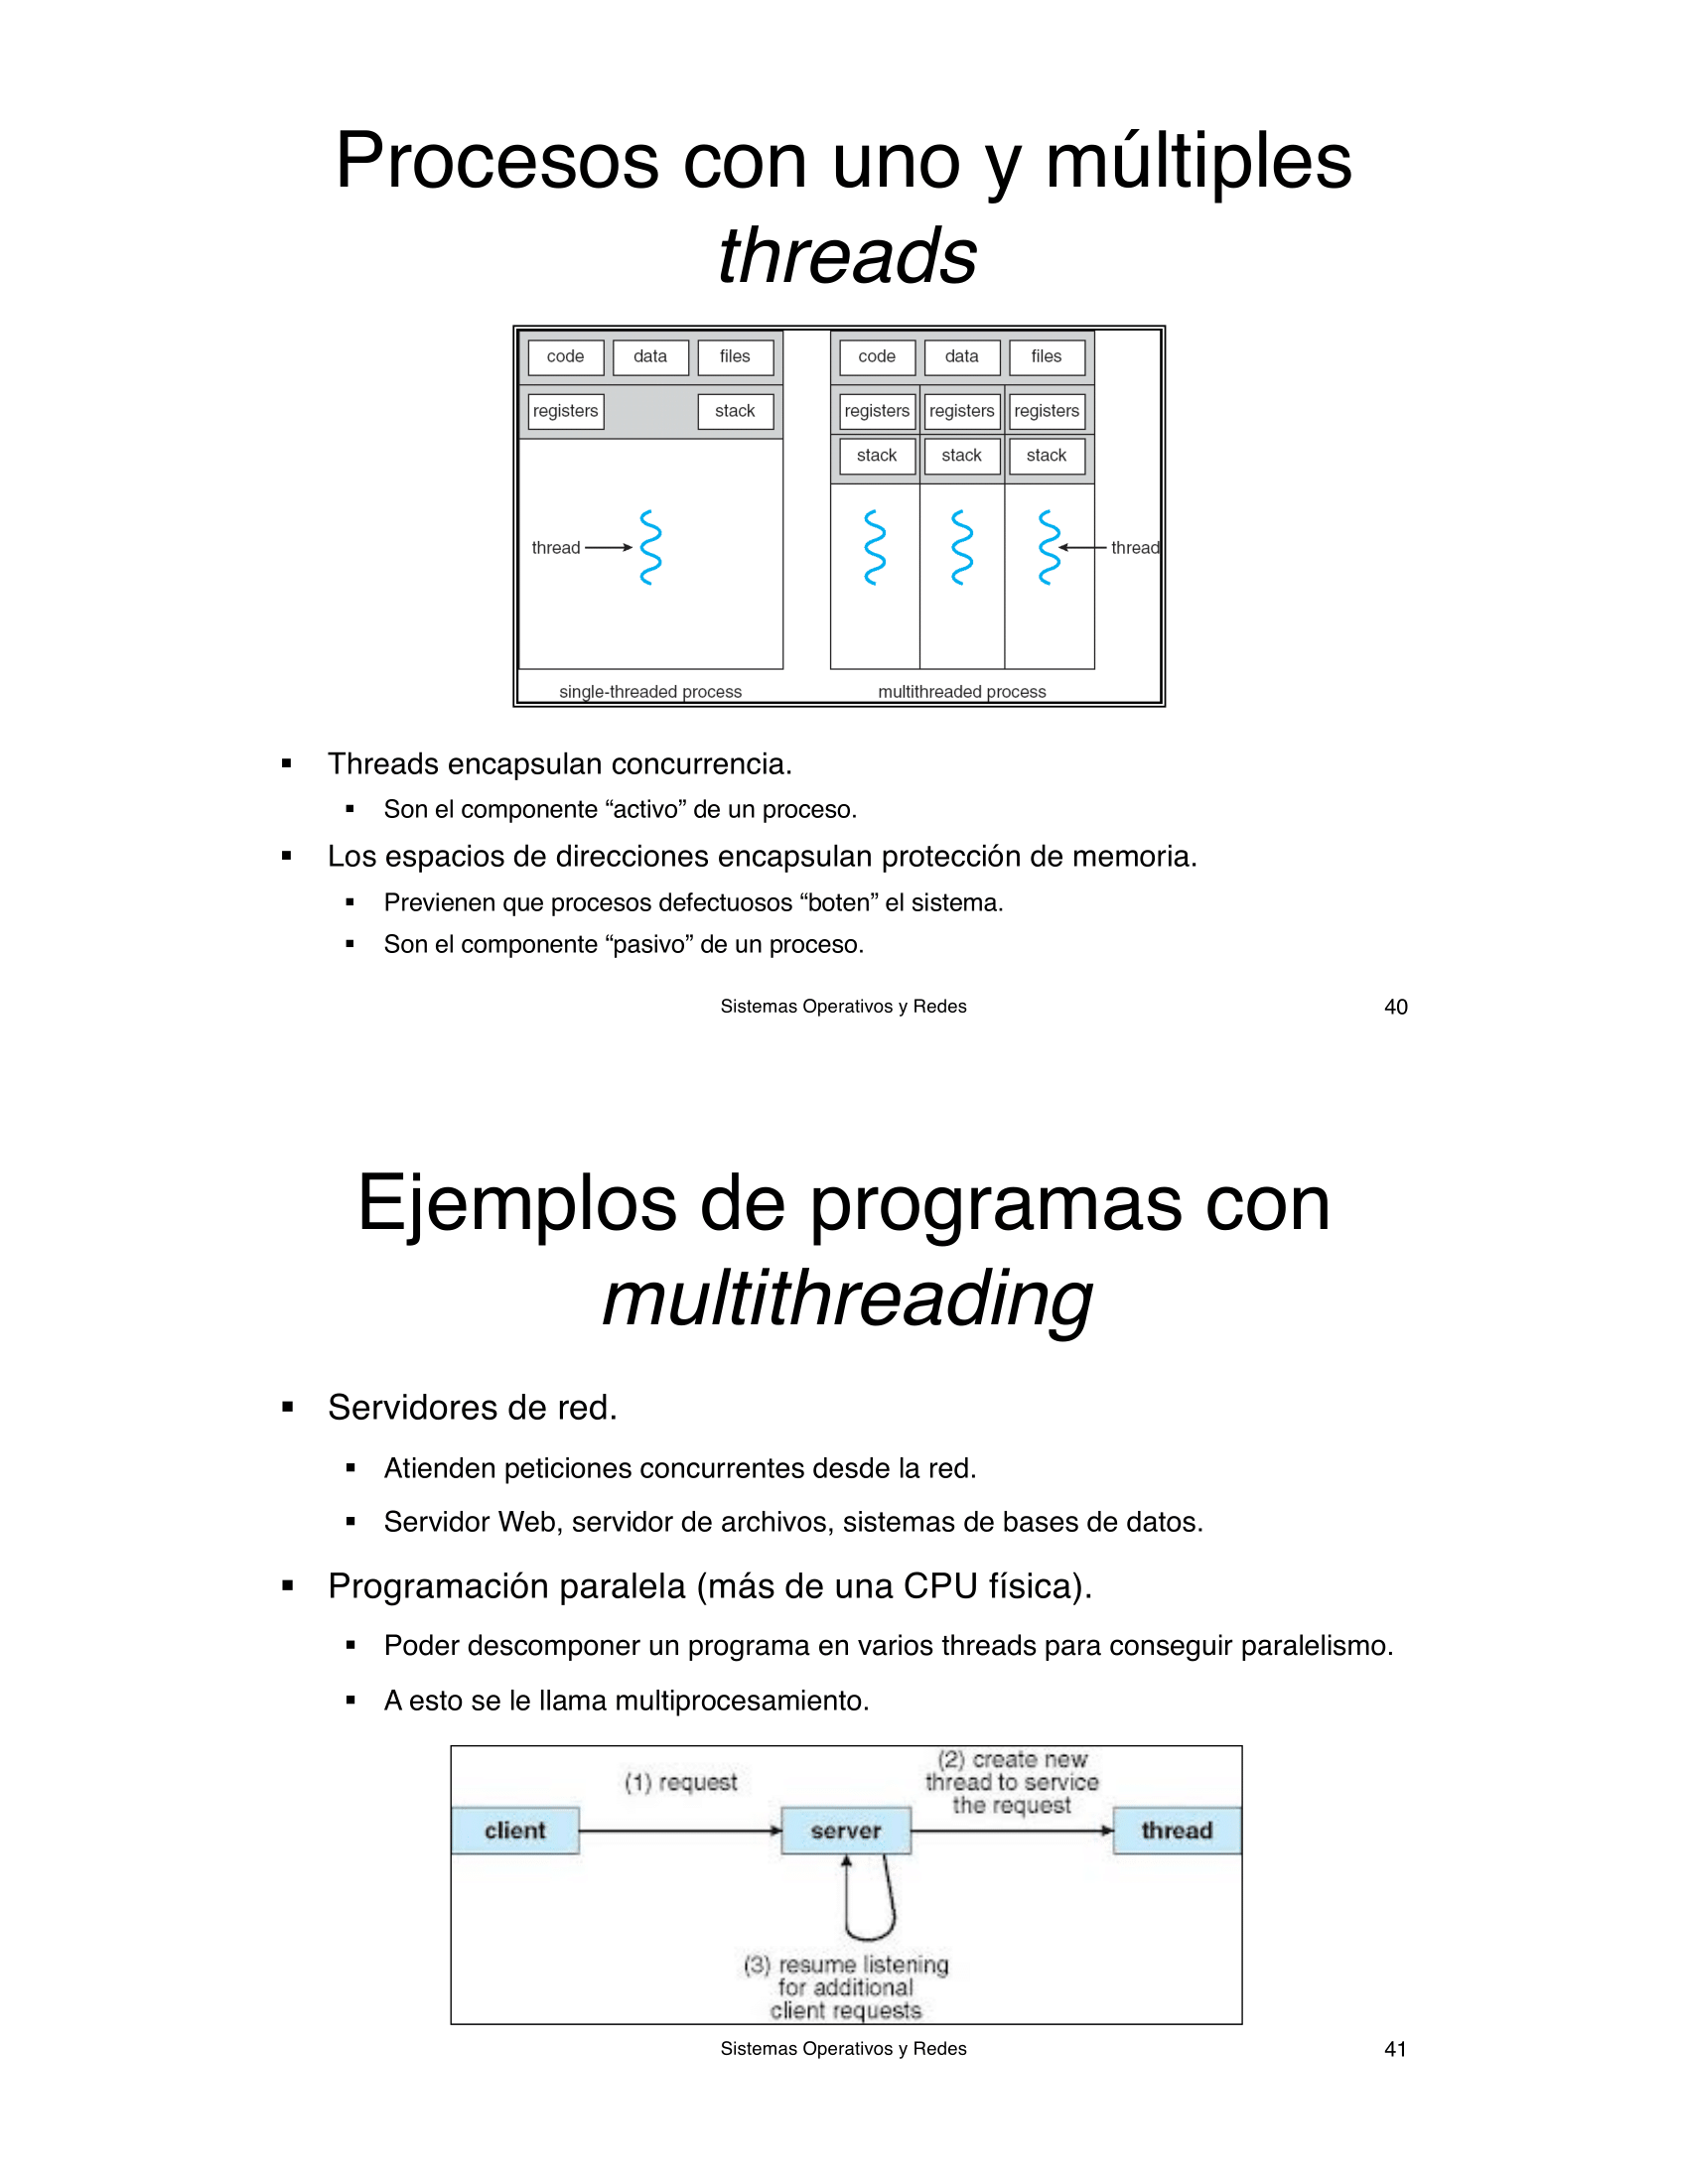 Procesos con uno y múltiples
threads
code data files code data files
registers stack registers registers registers
stack stack stack
thread thread
single-threaded process multithreaded process
▪ Threads encapsulan concurrencia.
▪ Son el componente “activo” de un proceso.
▪ Los espacios de direcciones encapsulan protección de memoria.
▪ Previenen que procesos defectuosos “boten” el sistema.
▪ Son el componente “pasivo” de un proceso.
Sistemas Operativos y Redes 40
Ejemplos de programas con
multithreading
▪ Servidores de red.
▪ Atienden peticiones concurrentes desde la red.
▪ Servidor Web, servidor de archivos, sistemas de bases de datos.
▪ Programación paralela (más de una CPU física).
▪ Poder descomponer un programa en varios threads para conseguir paralelismo.
▪ A esto se le llama multiprocesamiento.
(1) request
(2) create new
thread to service
the request
client server thread
(3) resume listening
for additional
client requests
Sistemas Operativos y Redes 41